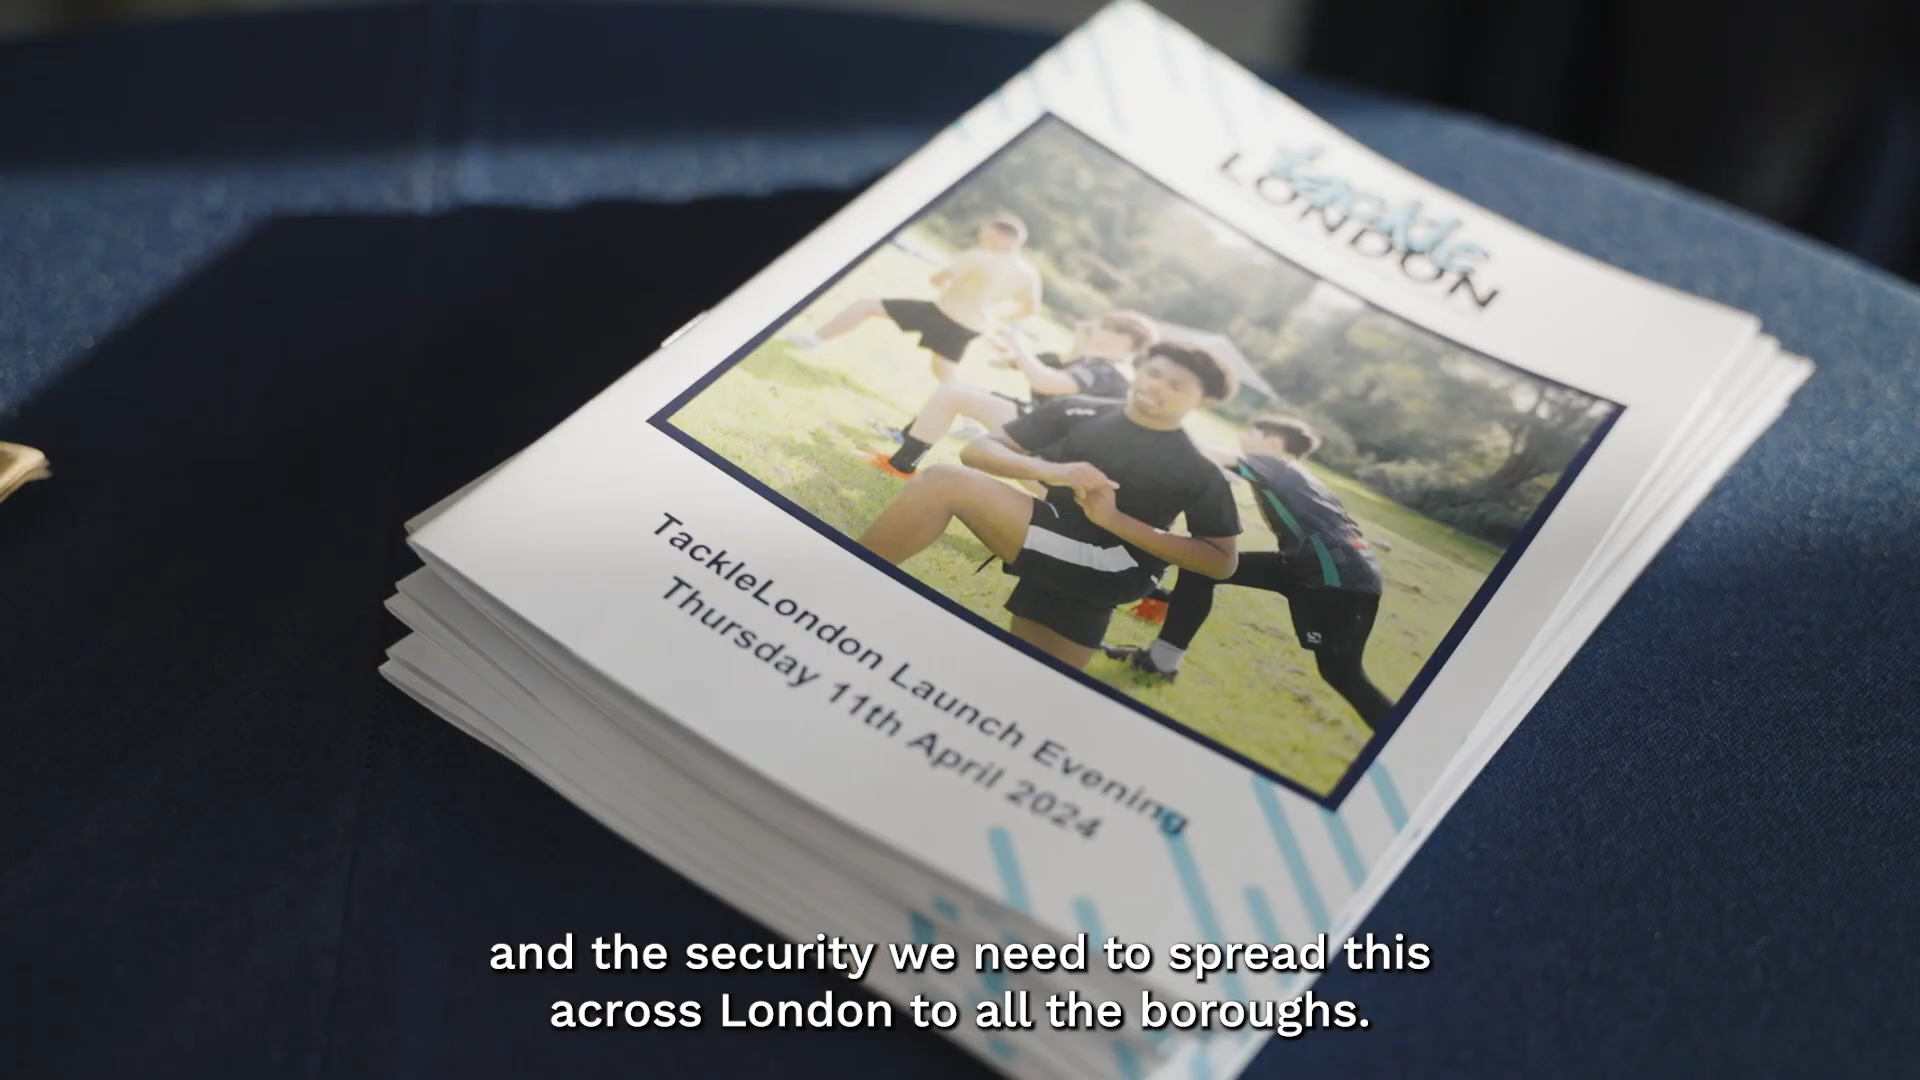 tackle
LONDON
TackleLondon Launch Evening
Thursday 11th April 2024
and the security we need to spread this
across London to all the boroughs.